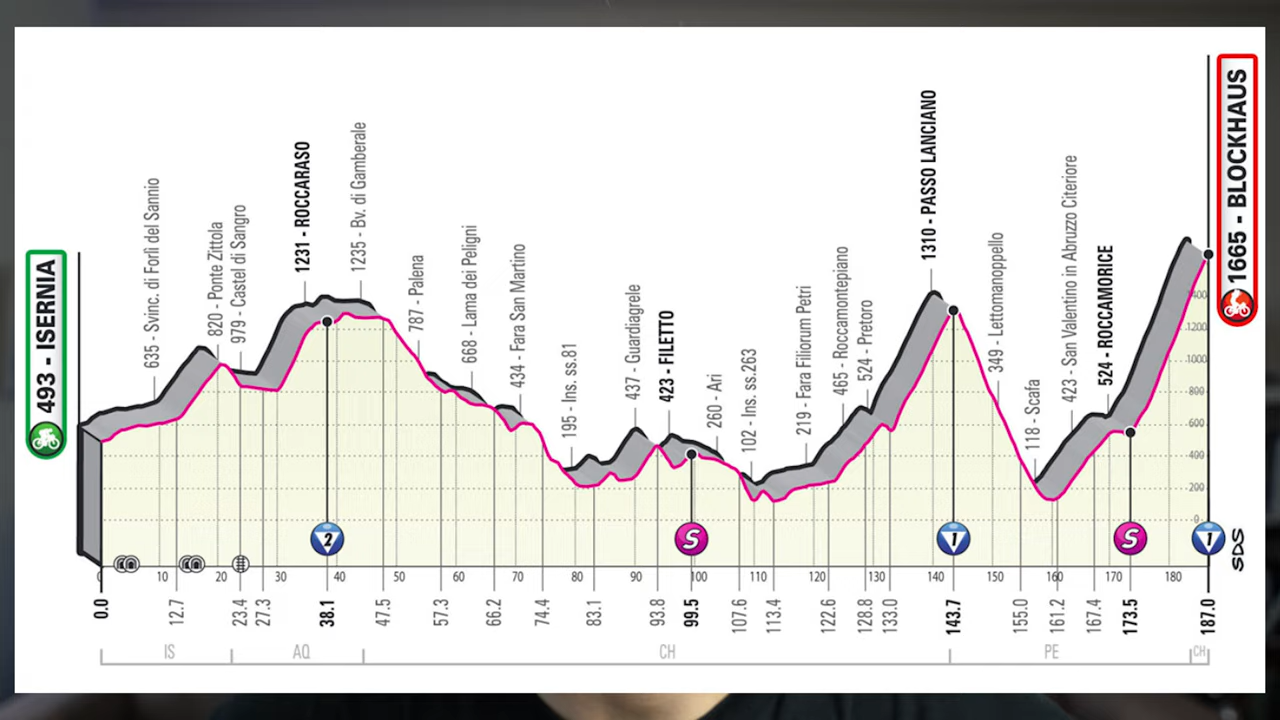 493 - ISERNIA
635 - Svinc. di Forlì del Sannio
820 - Ponte Zittola
979 - Castel di Sangro
1231 - ROCCARASO
1235 - Bv. di Gamberale
787 - Palena
668 - Lama dei Peligni
434 - Fara San Martino
195 - Ins. ss.81
437 - Guardiagrele
423 - FILETTO
260 - Ari
102 - Ins. ss.263
219 - Fara Filiorum Petri
465 - Roccamontepiano
524 - Pretoro
1310 - PASSO LANCIANO
349 - Lettomanoppello
118 - Scafa
423 - San Valentino in Abruzzo Citeriore
524 - ROCCAMORICE
1665 - BLOCKHAUS
1400
1200
1000
800
600
400
200
0
2
S
1
S
1
SDS
0 10 20 30 40 50 60 70 80 90 100 110 120 130 140 150 160 170 180
0.0 12.7 23.4 27.3 38.1 47.5 57.3 66.2 74.4 83.1 93.8 99.5 107.6 113.4 122.6 128.8 133.0 143.7 155.0 161.2 167.4 173.5 187.0
IS AQ CH PE CH